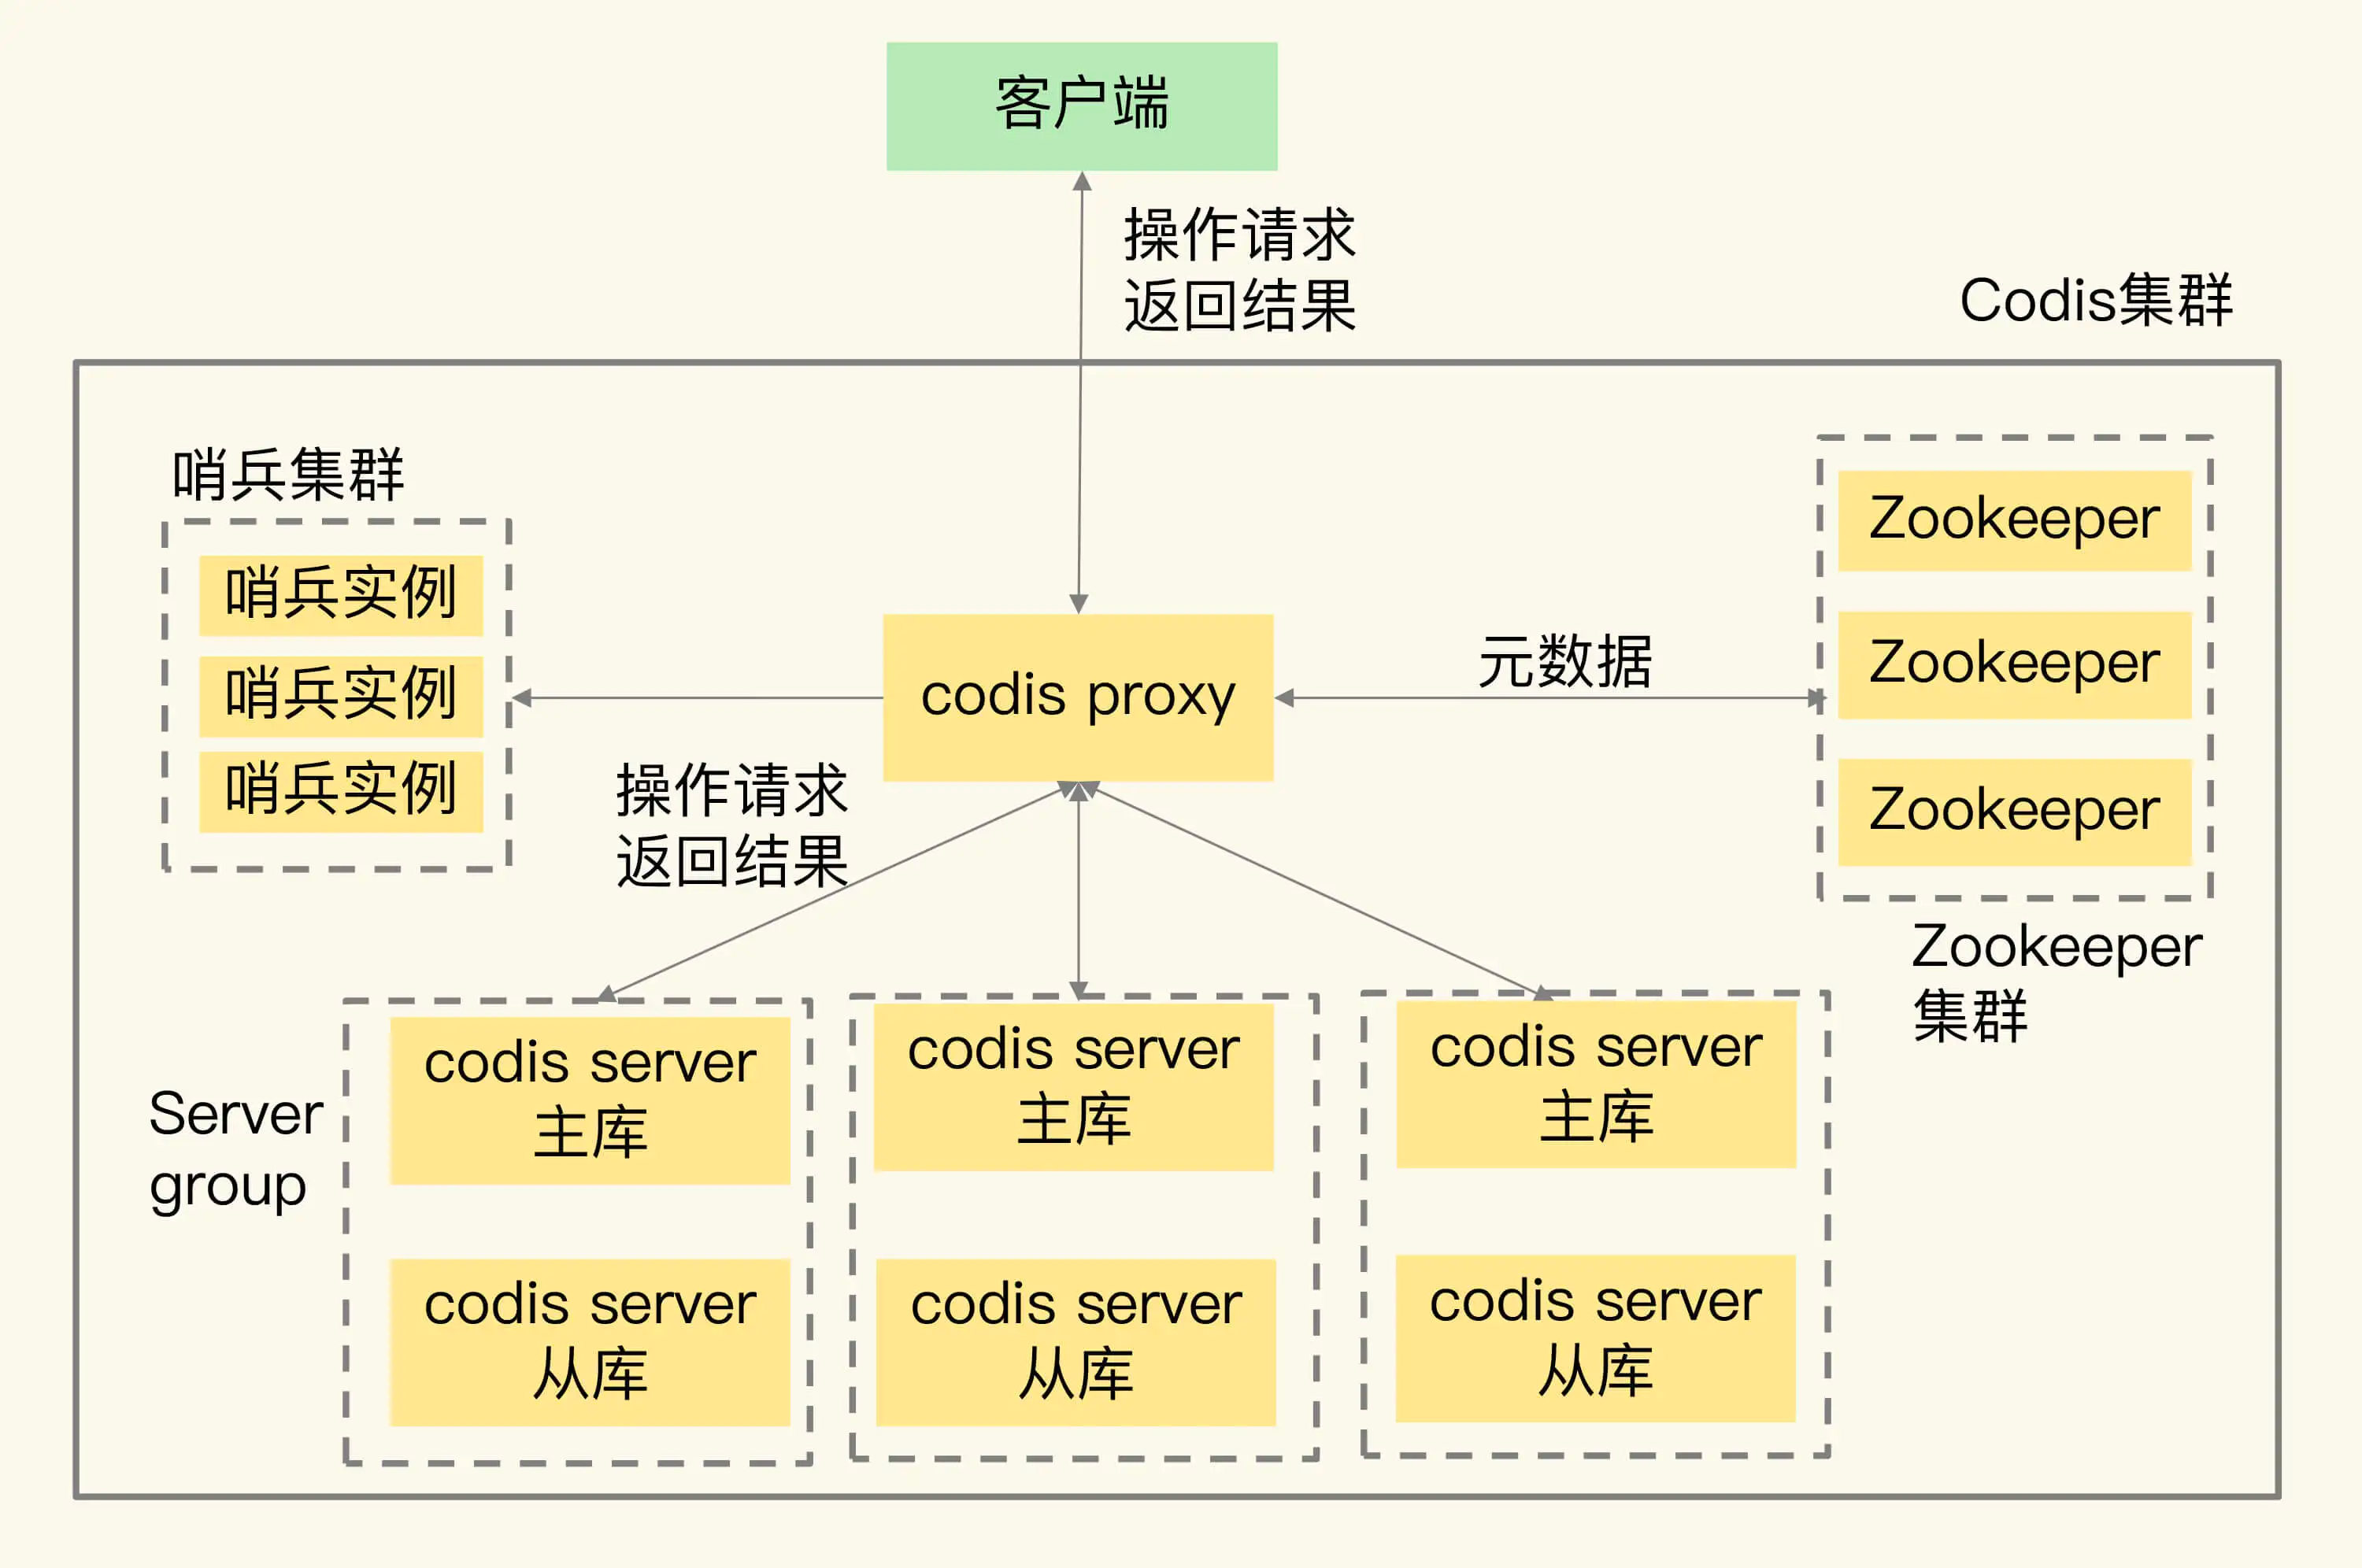 客户端
操作请求
返回结果
Codis集群
哨兵集群
哨兵实例
哨兵实例
哨兵实例
codis proxy
元数据
Zookeeper
Zookeeper
Zookeeper
Zookeeper
集群
操作请求
返回结果
Server
group
codis server
主库
codis server
主库
codis server
主库
codis server
从库
codis server
从库
codis server
从库